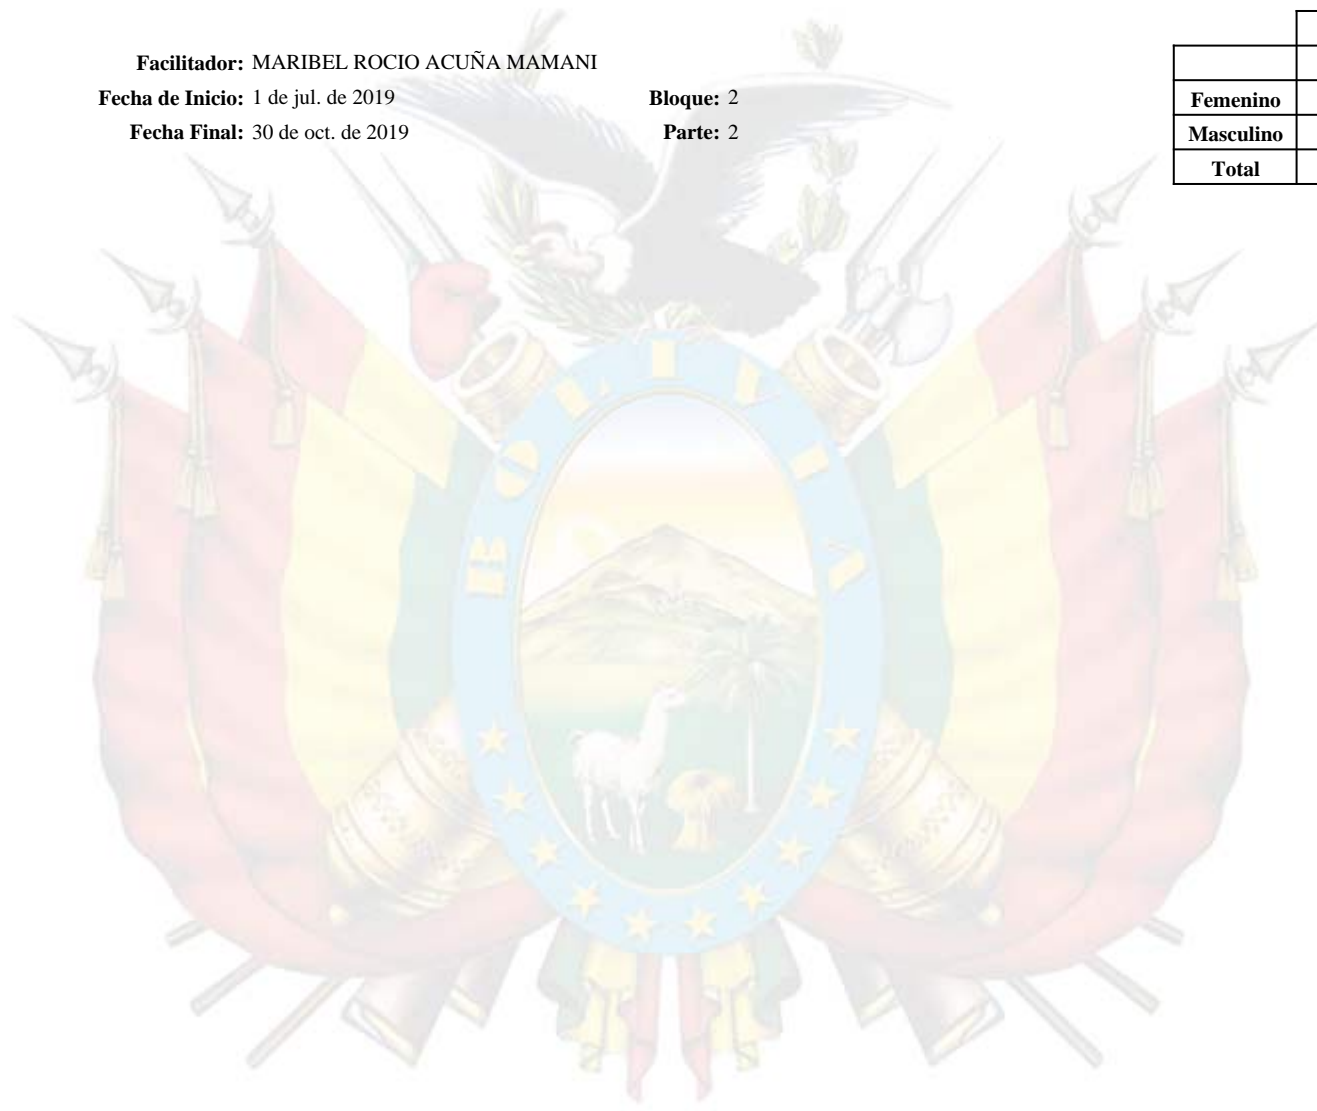 Facilitador: MARIBEL ROCIO ACUÑA MAMANI
Fecha de Inicio: 1 de jul. de 2019 Bloque: 2
Fecha Final: 30 de oct. de 2019 Parte: 2
Femenino
Masculino
Total
BOLIVIA